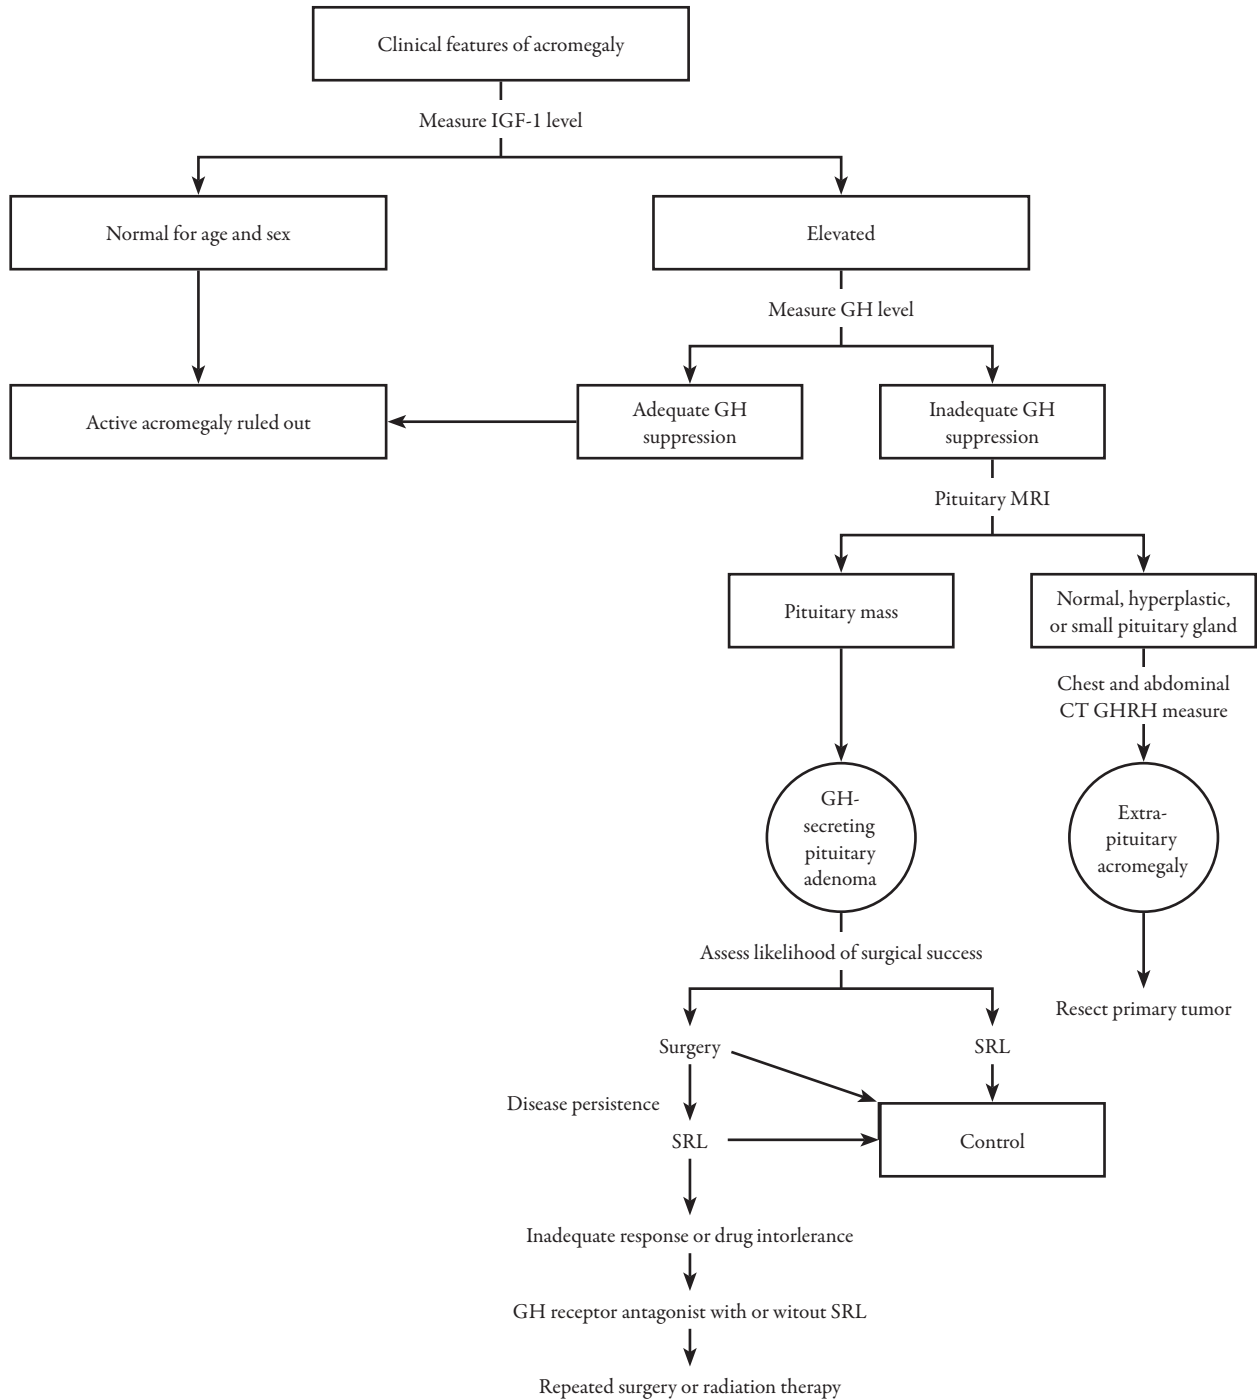 Clinical features of acromegaly
Measure IGF-1 level
Normal for age and sex
Elevated
Measure GH level
Active acromegaly ruled out
Adequate GH
suppression
Inadequate GH
suppression
Pituitary MRI
Pituitary mass
Normal, hyperplastic,
or small pituitary gland
Chest and abdominal
CT GHRH measure
GH-
secreting
pituitary
adenoma
Extra-
pituitary
acromegaly
Assess likelihood of surgical success
Resect primary tumor
Surgery
SRL
Disease persistence
SRL
Control
Inadequate response or drug intorlerance
GH receptor antagonist with or witout SRL
Repeated surgery or radiation therapy